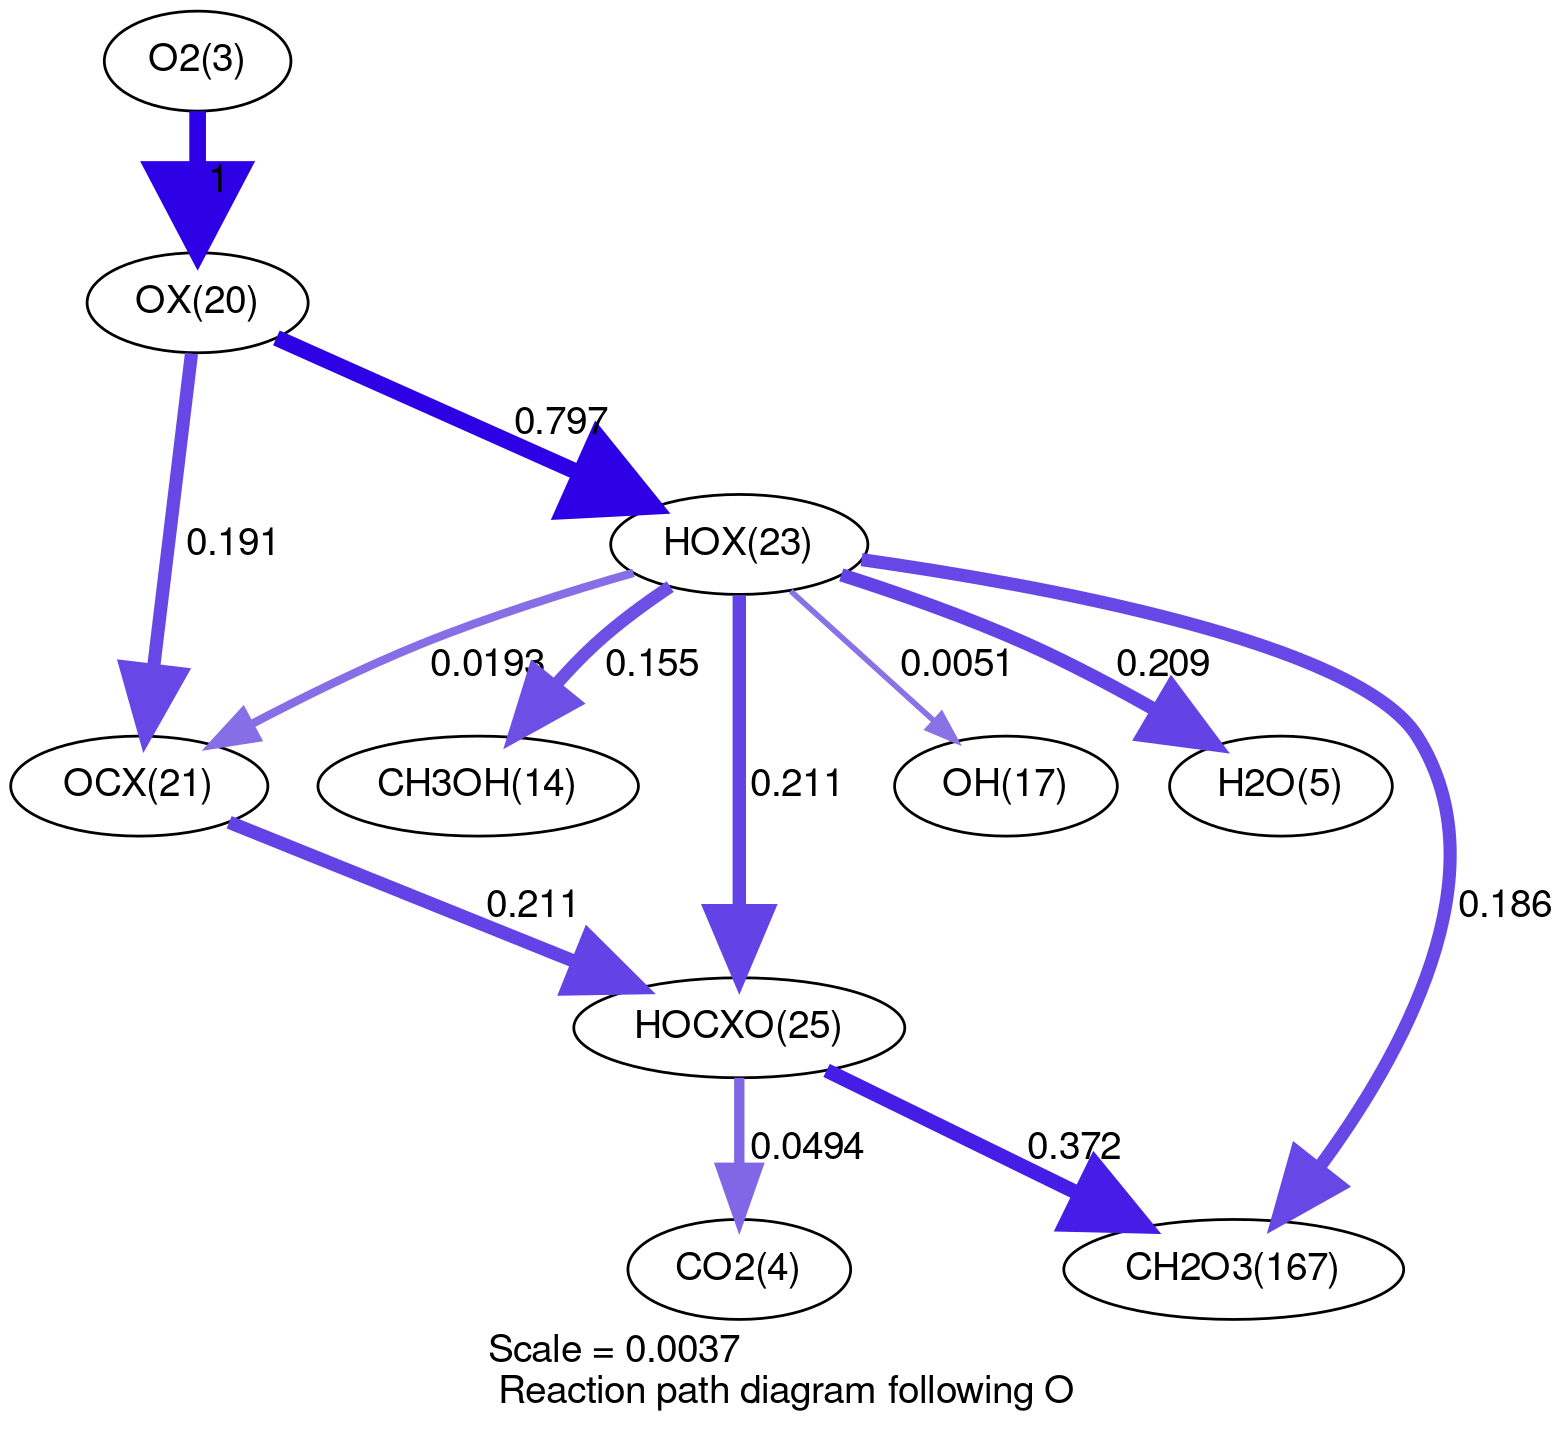 O2(3)
1
OX(20)
0.797
0.191
HOX(23)
0.0193
0.155
0.0051
0.209
0.211
OCX(21)
CH3OH(14)
OH(17)
H2O(5)
0.211
0.186
HOCXO(25)
0.0494
0.372
CO2(4)
CH2O3(167)
Scale = 0.0037
Reaction path diagram following O